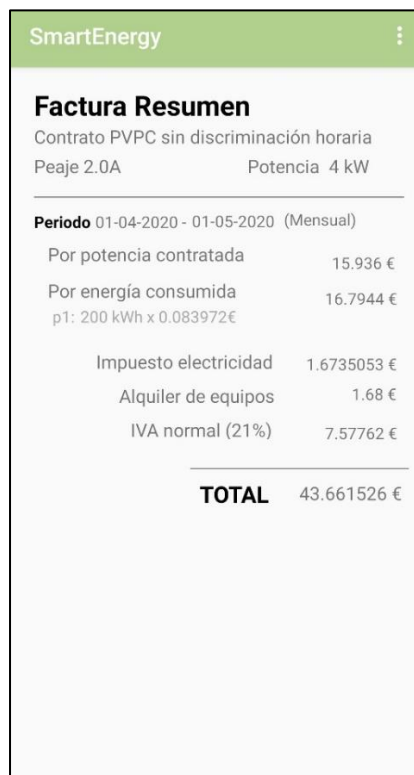 SmartEnergy
Factura Resumen
Contrato PVPC sin discriminación horaria
Peaje 2.0A Potencia 4 kW
Periodo 01-04-2020 - 01-05-2020 (Mensual)
Por potencia contratada 15.936 €
Por energía consumida 16.7944 €
p1: 200 kWh x 0.083972€
Impuesto electricidad 1.6735053 €
Alquiler de equipos 1.68 €
IVA normal (21%) 7.57762 €
TOTAL 43.661526 €